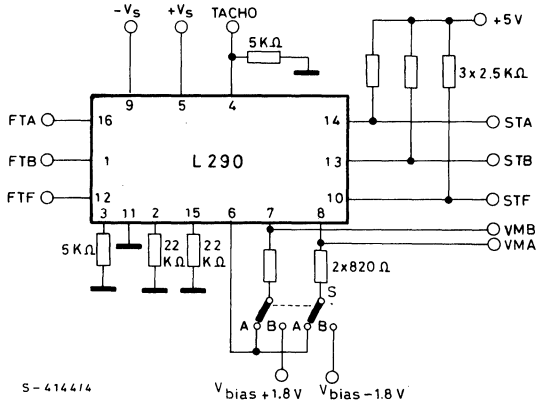 -Vs +Vs TACHO
5KΩ
+5V
3x2.5KΩ
9 5 4
FTA 16 14 STA
FTB 1 L290 13 STB
FTF 12 10 STF
3 11 2 15 6 7 8
VMB
VMA
5KΩ
22 KΩ
22 KΩ
2x820Ω
S
A B A B
Vbias+1.8V
Vbias-1.8V
S-4144/4